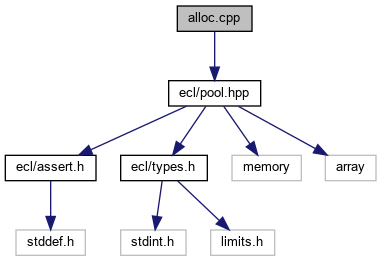 alloc.cpp
ecl/pool.hpp
ecl/assert.h
ecl/types.h
memory
array
stddef.h
stdint.h
limits.h